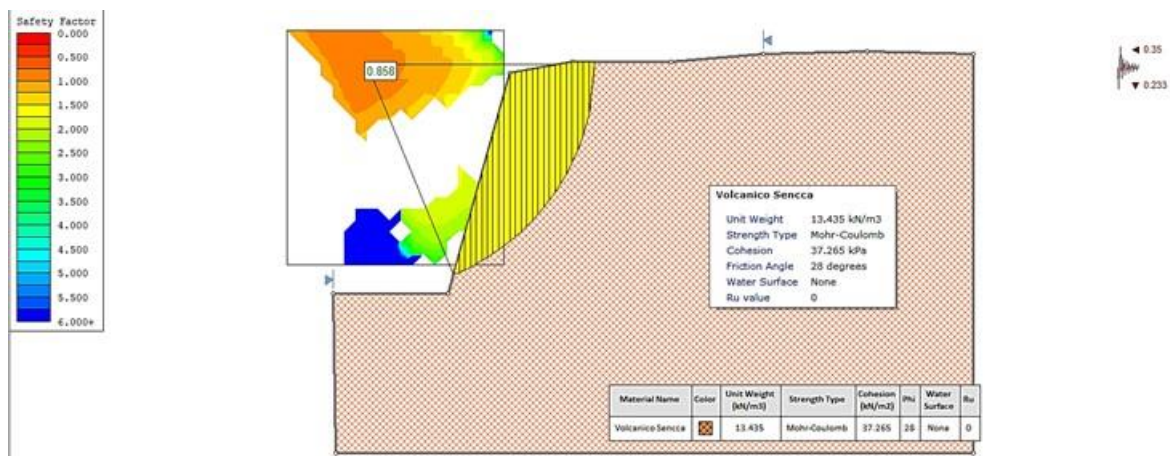 Safety Factor
0.000
0.500
1.000
1.500
2.000
2.500
3.000
3.500
4.000
4.500
5.000
5.500
6.000+
0.858
0.35
0.233
Volcanico Sencca
Unit Weight 13.435 kN/m3
Strength Type Mohr-Coulomb
Cohesion 37.265 kPa
Friction Angle 28 degrees
Water Surface None
Ru value 0
Material Name Color Unit Weight (kN/m3) Strength Type Cohesion (kN/m2) Phi Water Surface Ru
Volcanico Sencca 13.435 Mohr-Coulomb 37.265 28 None 0